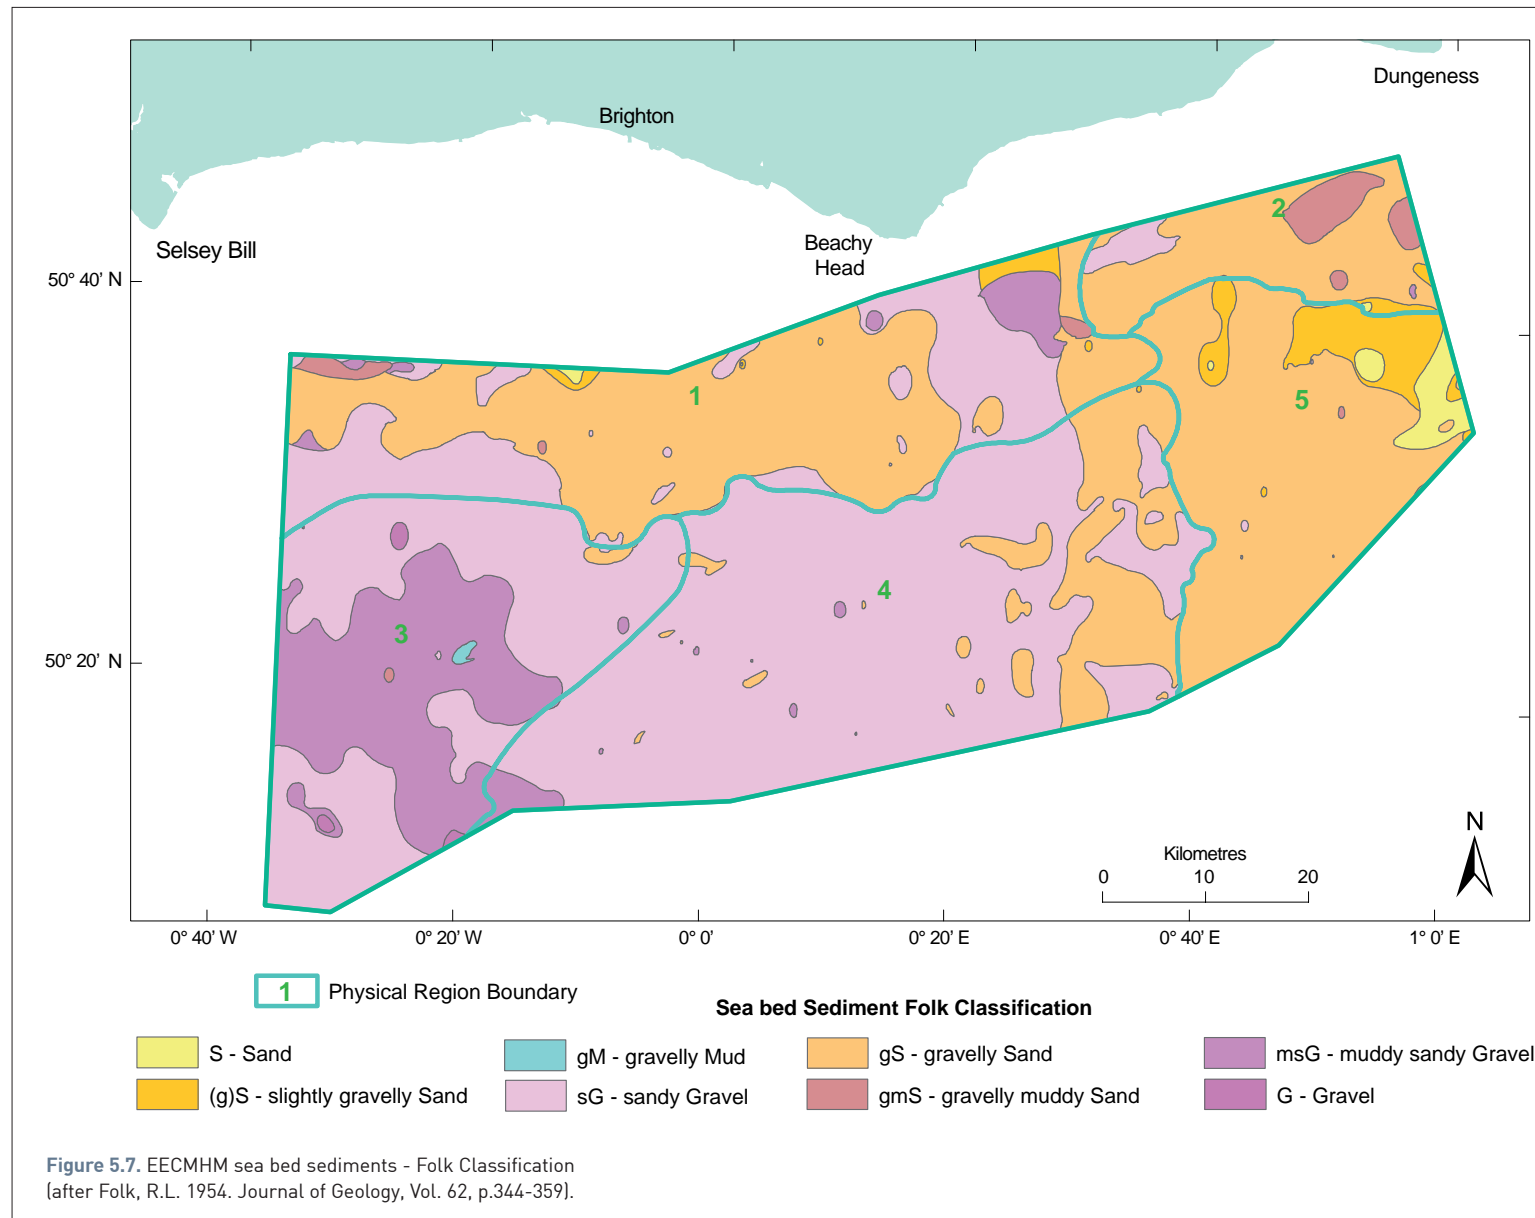 Dungeness
Brighton
Selsey Bill
Beachy
Head
50° 40' N
50° 20' N
1
2
3
4
5
N
Kilometres
0 10 20
0° 40' W 0° 20' W 0° 0' 0° 20' E 0° 40' E 1° 0' E
1 Physical Region Boundary
Sea bed Sediment Folk Classification
S - Sand
(g)S - slightly gravelly Sand
gM - gravelly Mud
sG - sandy Gravel
gS - gravelly Sand
gmS - gravelly muddy Sand
msG - muddy sandy Gravel
G - Gravel
Figure 5.7. EECMHM sea bed sediments - Folk Classification
(after Folk, R.L. 1954. Journal of Geology, Vol. 62, p.344-359).